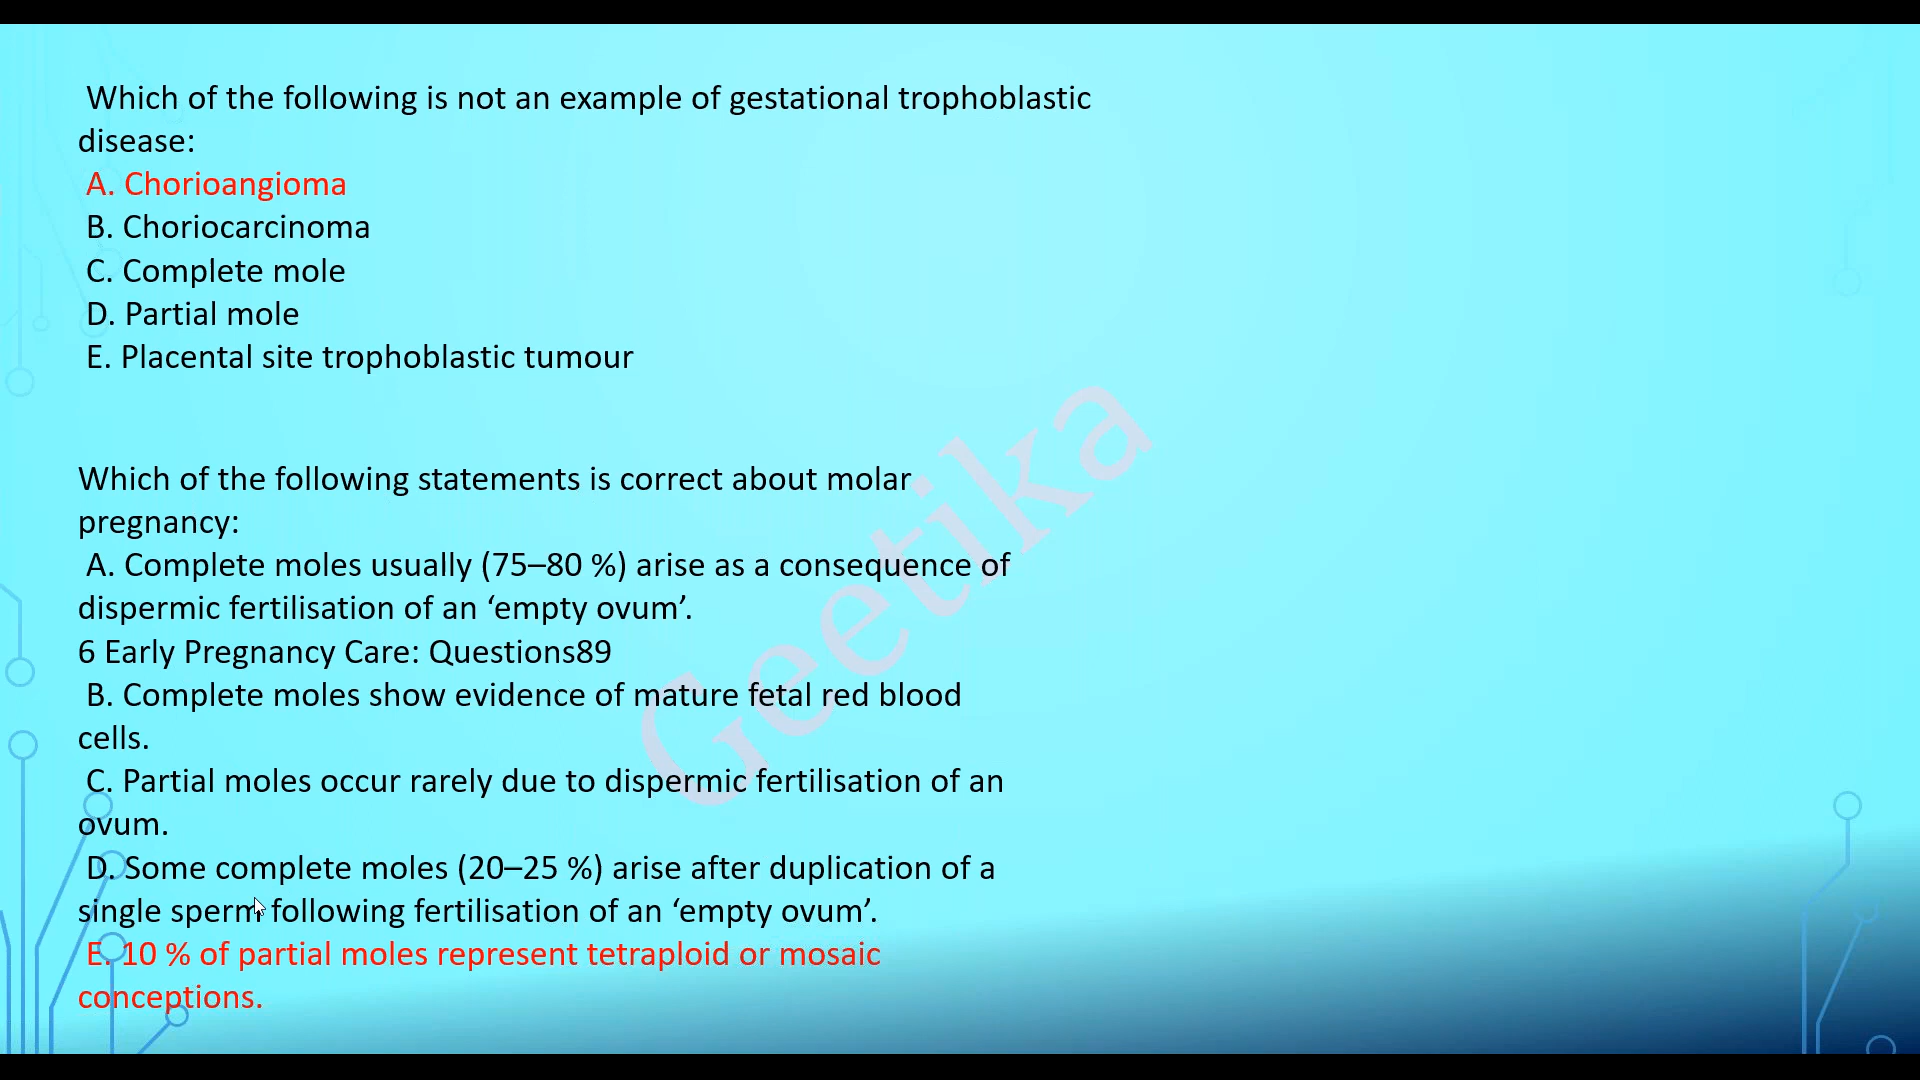 Which of the following is not an example of gestational trophoblastic
disease:
A. Chorioangioma
B. Choriocarcinoma
C. Complete mole
D. Partial mole
E. Placental site trophoblastic tumour
Which of the following statements is correct about molar
pregnancy:
A. Complete moles usually (75–80 %) arise as a consequence of
dispermic fertilisation of an ‘empty ovum’.
6 Early Pregnancy Care: Questions89
B. Complete moles show evidence of mature fetal red blood
cells.
C. Partial moles occur rarely due to dispermic fertilisation of an
ovum.
D. Some complete moles (20–25 %) arise after duplication of a
single sperm following fertilisation of an ‘empty ovum’.
E. 10 % of partial moles represent tetraploid or mosaic
conceptions.
Geetika